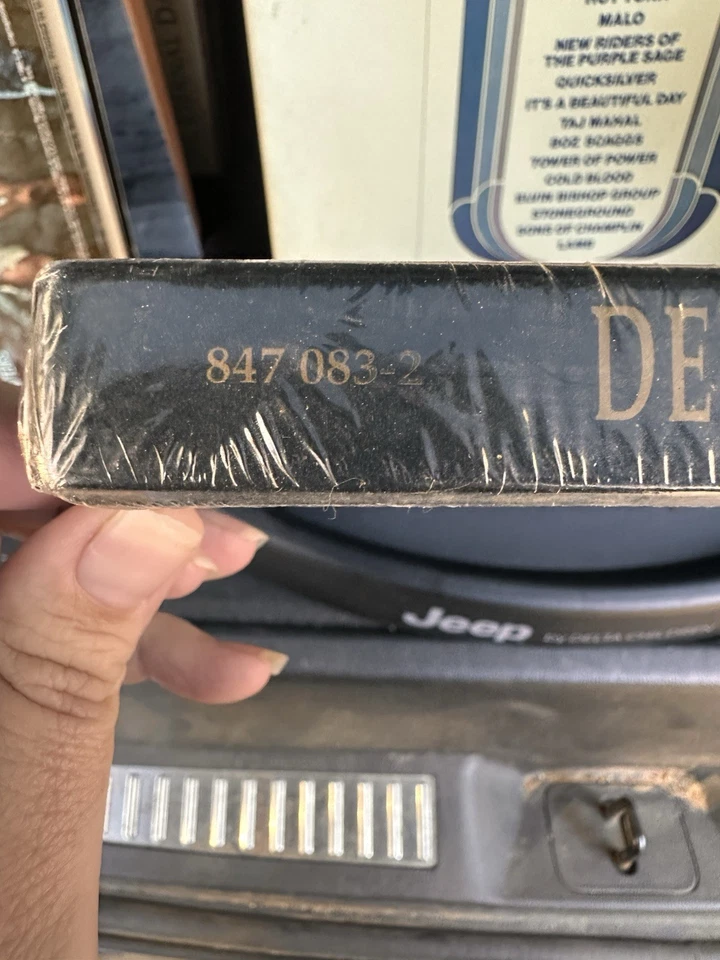 MALO
NEW RIDERS OF
THE PURPLE SAGE
QUICKSILVER
IT'S A BEAUTIFUL DAY
TAJ MAHAL
BOZ SCAGGS
TOWER OF POWER
COLD BLOOD
ELVIN BISHOP GROUP
STONEGROUND
SONS OF CHAMPLIN
LAMB
847 083-2
DE
Jeep